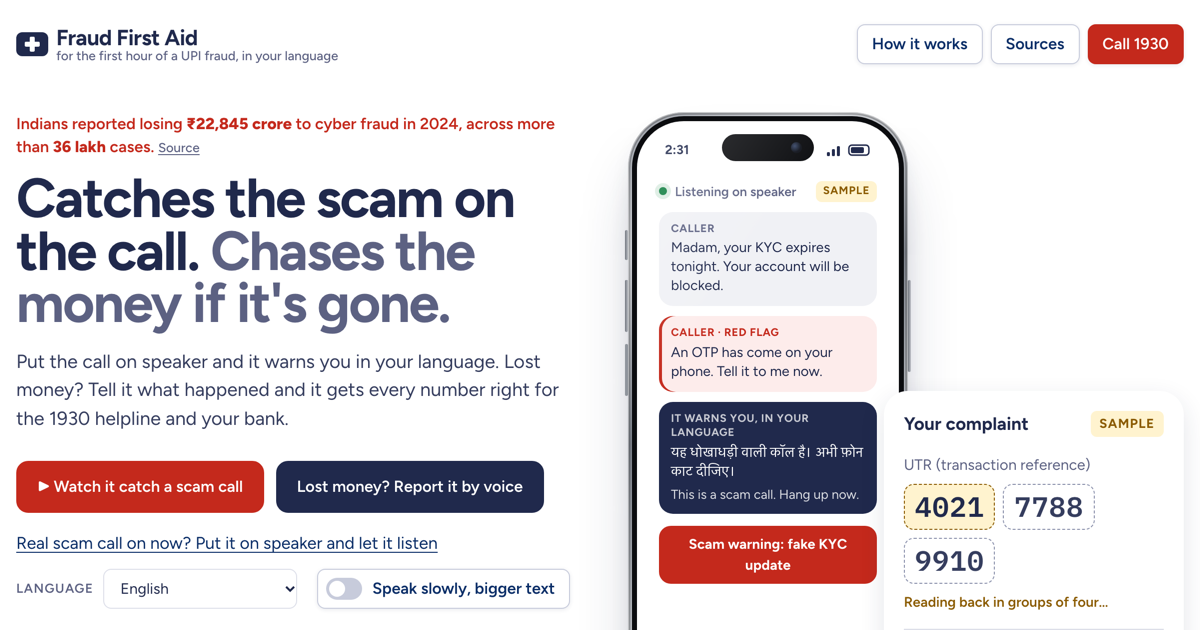 Fraud First Aid
for the first hour of a UPI fraud, in your language
How it works
Sources
Call 1930
Indians reported losing ₹22,845 crore to cyber fraud in 2024, across more
than 36 lakh cases. Source
Catches the scam on
the call. Chases the
money if it's gone.
Put the call on speaker and it warns you in your language. Lost
money? Tell it what happened and it gets every number right for
the 1930 helpline and your bank.
▶ Watch it catch a scam call
Lost money? Report it by voice
Real scam call on now? Put it on speaker and let it listen
LANGUAGE
English
Speak slowly, bigger text
2:31
Listening on speaker
SAMPLE
CALLER
Madam, your KYC expires
tonight. Your account will be
blocked.
CALLER · RED FLAG
An OTP has come on your
phone. Tell it to me now.
IT WARNS YOU, IN YOUR
LANGUAGE
यह धोखाधड़ी वाली कॉल है। अभी फ़ोन
काट दीजिए।
This is a scam call. Hang up now.
Scam warning: fake KYC
update
Your complaint
SAMPLE
UTR (transaction reference)
4021 7788
9910
Reading back in groups of four…